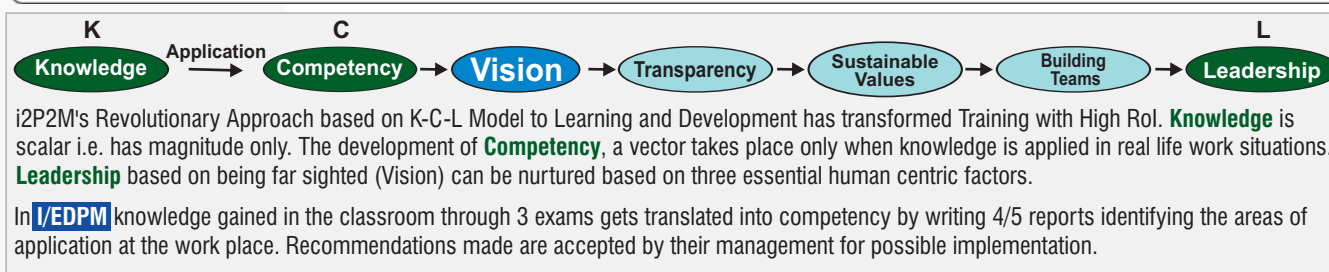 K C L
Knowledge Application Competency Vision Transparency Sustainable Values Building Teams Leadership
i2P2M's Revolutionary Approach based on K-C-L Model to Learning and Development has transformed Training with High RoI. Knowledge is
scalar i.e. has magnitude only. The development of Competency, a vector takes place only when knowledge is applied in real life work situations.
Leadership based on being far sighted (Vision) can be nurtured based on three essential human centric factors.
In I/EDPM knowledge gained in the classroom through 3 exams gets translated into competency by writing 4/5 reports identifying the areas of
application at the work place. Recommendations made are accepted by their management for possible implementation.